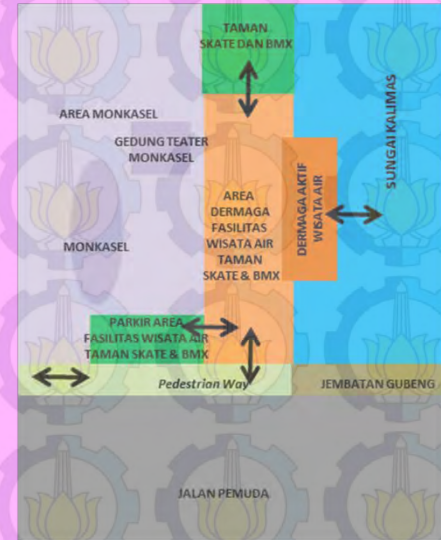 TAMAN
SKATE DAN BMX
AREA MONKASEL
GEDUNG TEATER
MONKASEL
SUNGAI KALIMAS
AREA
DERMAGA
FASILITAS
WISATA AIR
TAMAN
SKATE & BMX
DERMAGA AKTIF
WISATA AIR
MONKASEL
PARKIR AREA
FASILITAS WISATA AIR
TAMAN SKATE & BMX
Pedestrian Way
JEMBATAN GUBENG
JALAN PEMUDA